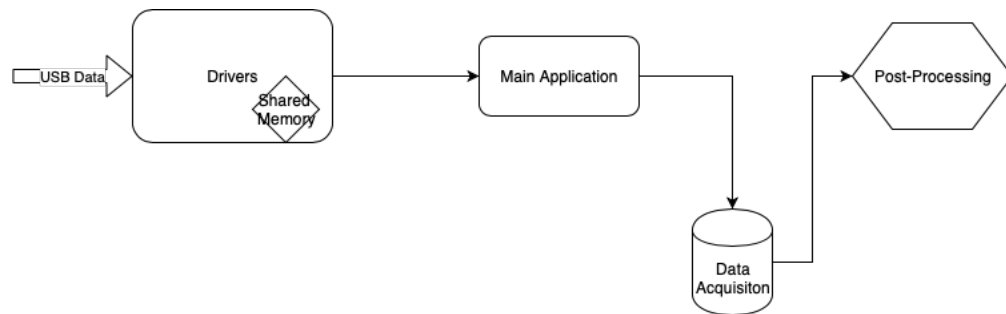 USB Data
Drivers
Shared
Memory
Main Application
Post-Processing
Data
Acquisiton